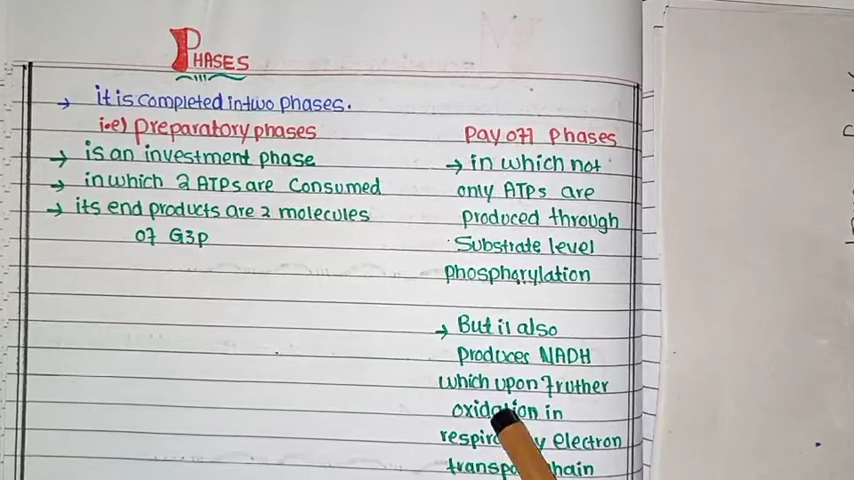 PHASES
→ it is completed in two phases.
i.e) preparatory phases
→ is an investment phase
→ in which 2 ATPs are consumed
→ its end products are 2 molecules
of G3P
Pay off Phases
→ in which not
only ATPs are
produced through
Substrate level
phosphorylation
→ But it also
produces NADH
which upon fruther
oxidation in
electron